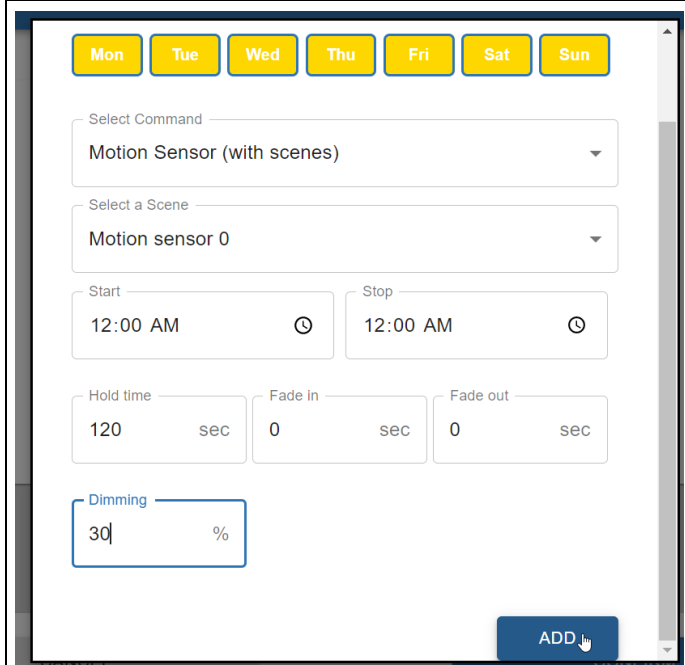 Mon Tue Wed Thu Fri Sat Sun
Select Command
Motion Sensor (with scenes)
Select a Scene
Motion sensor 0
Start Stop
12:00 AM 12:00 AM
Hold time Fade in Fade out
120 sec 0 sec 0 sec
Dimming
30 %
ADD